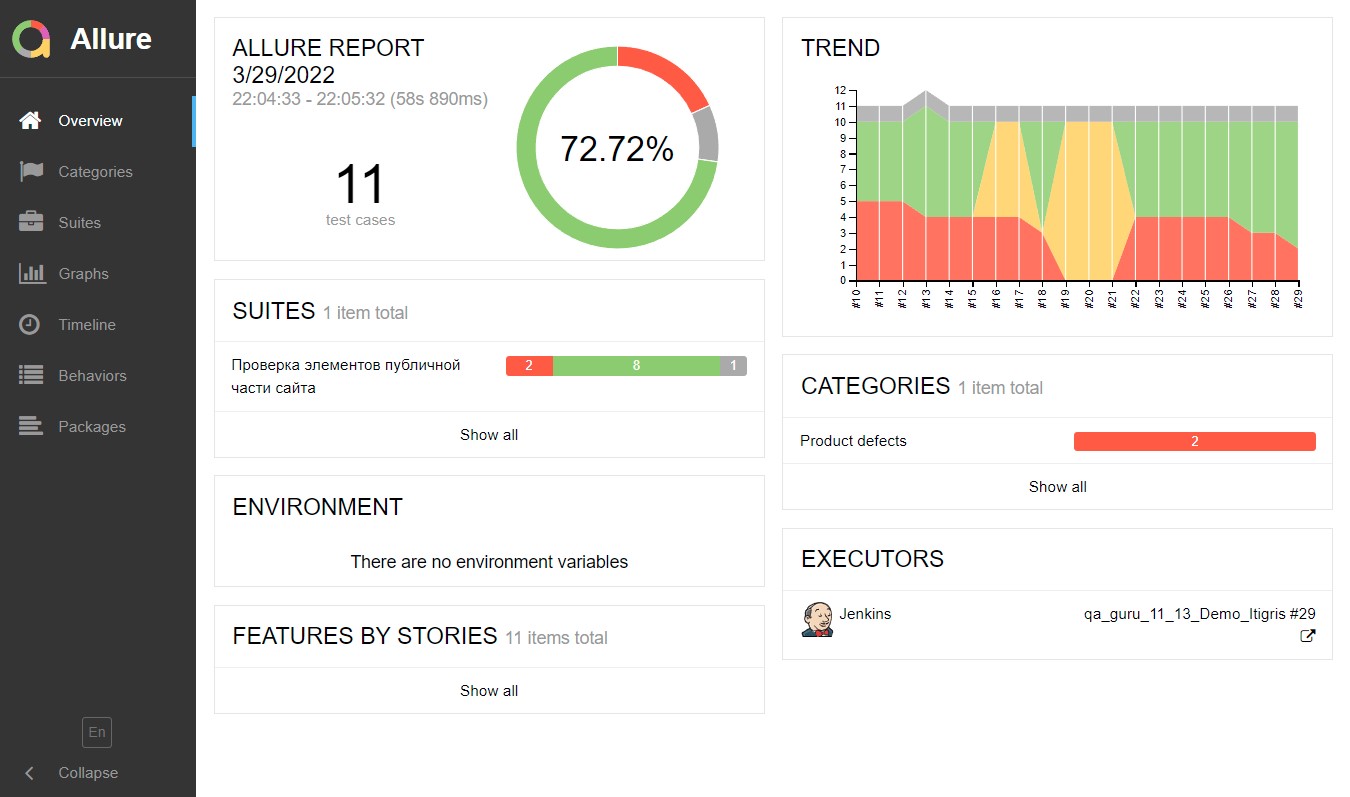 Allure
Overview
Categories
Suites
Graphs
Timeline
Behaviors
Packages
En
Collapse
ALLURE REPORT
3/29/2022
22:04:33 - 22:05:32 (58s 890ms)
11
test cases
72.72%
SUITES 1 item total
Проверка элементов публичной
части сайта
2 8 1
Show all
ENVIRONMENT
There are no environment variables
FEATURES BY STORIES 11 items total
Show all
TREND
12
11
10
9
8
7
6
5
4
3
2
1
0
#10 #11 #12 #13 #14 #15 #16 #17 #18 #19 #20 #21 #22 #23 #24 #25 #26 #27 #28 #29
CATEGORIES 1 item total
Product defects 2
Show all
EXECUTORS
Jenkins qa_guru_11_13_Demo_Itigris #29